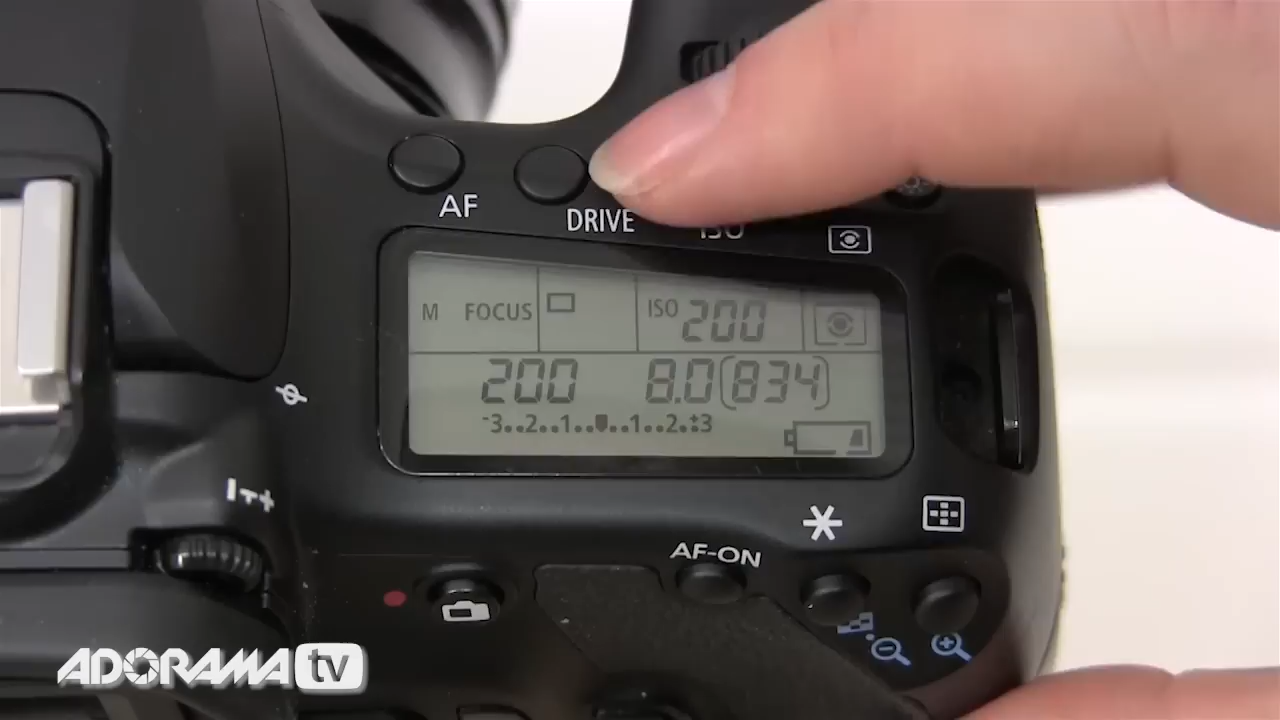 AF
DRIVE
ISO
M FOCUS ISO 200
200 8.0 (834)
-3..2..1..▮..1..2..+3
AF-ON
ADORAMA tv